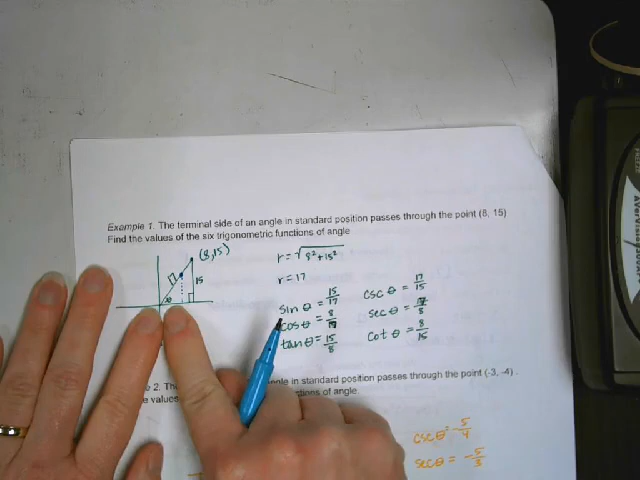 Example 1. The terminal side of an angle in standard position passes through the point (8, 15)
Find the values of the six trigonometric functions of angle
(8,15)
r = √8²+15²
17
15
r = 17
θ
sin θ = 15/17
csc θ = 17/15
cos θ = 8/17
sec θ = 17/8
tan θ = 15/8
cot θ = 8/15
e 2. The
gle in standard position passes through the point (-3, -4) .
e values
ctions of angle.
csc θ = -5/4
sec θ = -5/3